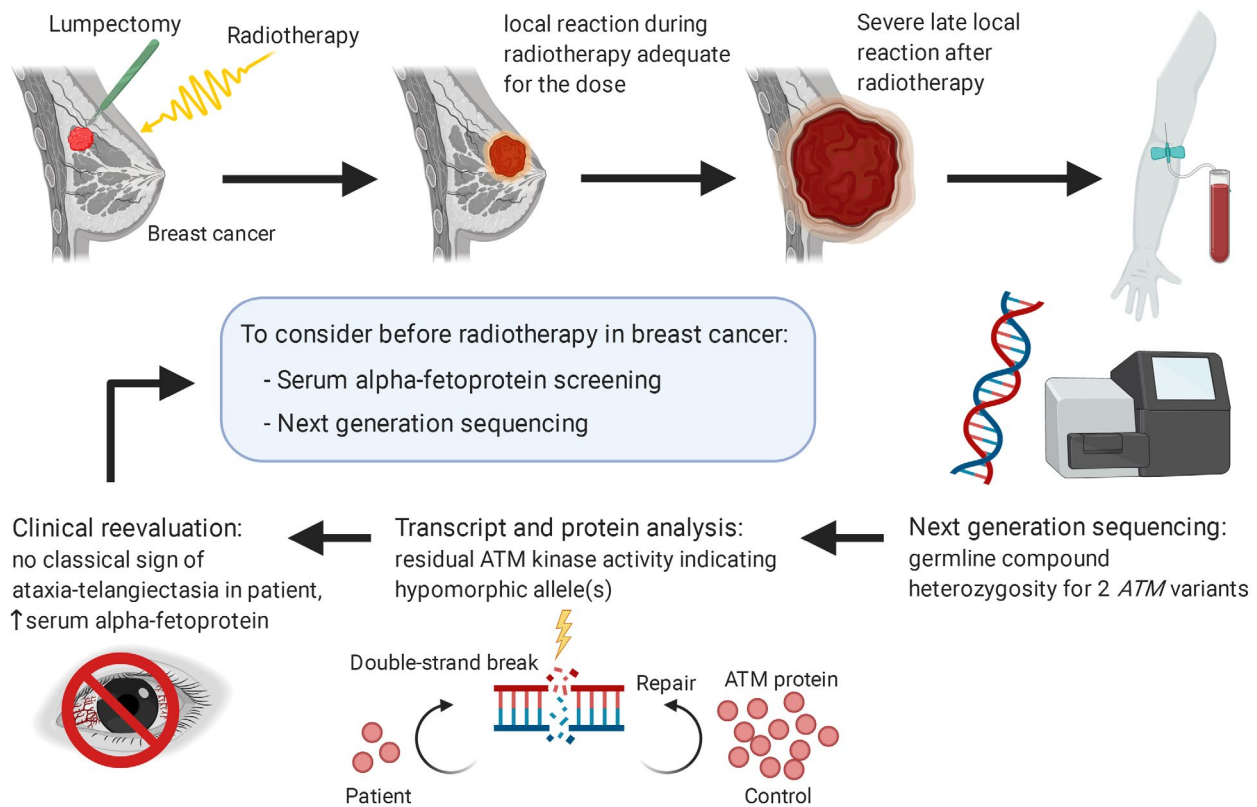 Lumpectomy
Radiotherapy
Breast cancer
local reaction during
radiotherapy adequate
for the dose
Severe late local
reaction after
radiotherapy
To consider before radiotherapy in breast cancer:
- Serum alpha-fetoprotein screening
- Next generation sequencing
Clinical reevaluation:
no classical sign of
ataxia-telangiectasia in patient,
↑serum alpha-fetoprotein
Transcript and protein analysis:
residual ATM kinase activity indicating
hypomorphic allele(s)
Next generation sequencing:
germline compound
heterozygosity for 2 ATM variants
Double-strand break
Repair
ATM protein
Patient
Control